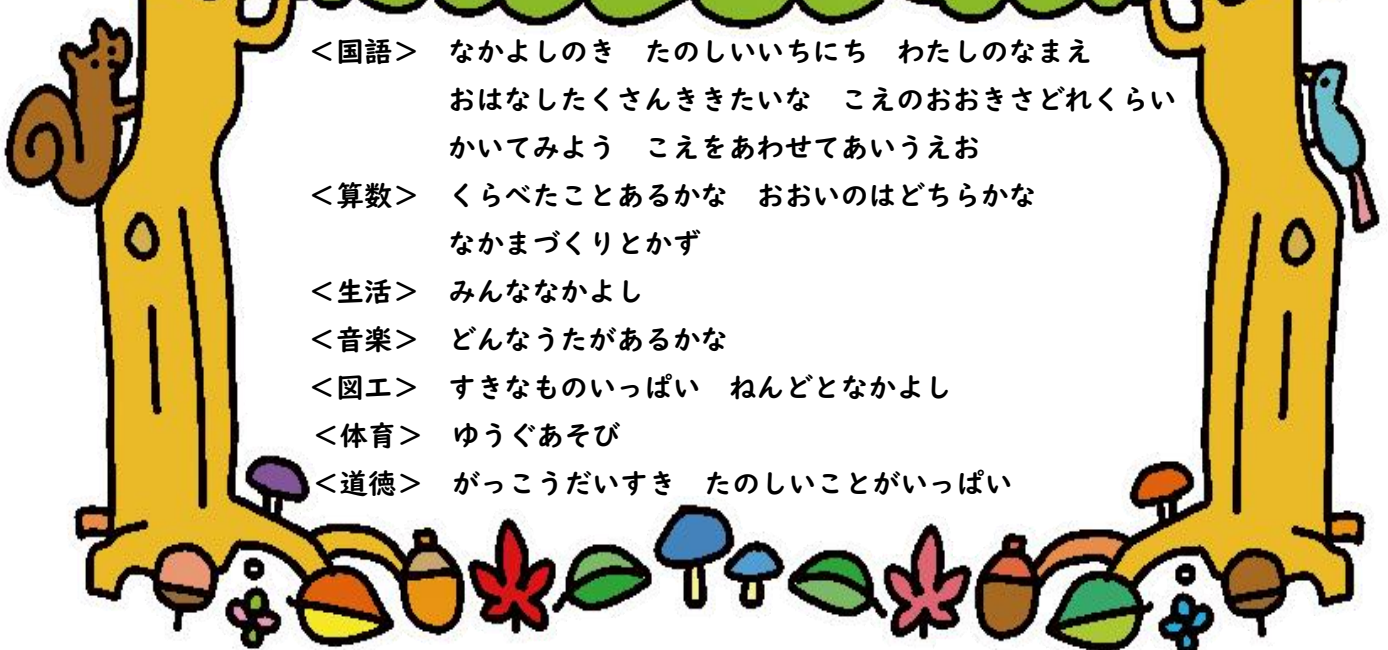 ＜国語＞　なかよしのき　たのしいいちにち　わたしのなまえ
おはなしたくさんききたいな　こえのおおきさどれくらい
かいてみよう　こえをあわせてあいうえお
＜算数＞　くらべたことあるかな　おおいのはどちらかな
なかまづくりとかず
＜生活＞　みんななかよし
＜音楽＞　どんなうたがあるかな
＜図工＞　すきなものいっぱい　ねんどとなかよし
＜体育＞　ゆうぐあそび
＜道徳＞　がっこうだいすき　たのしいことがいっぱい